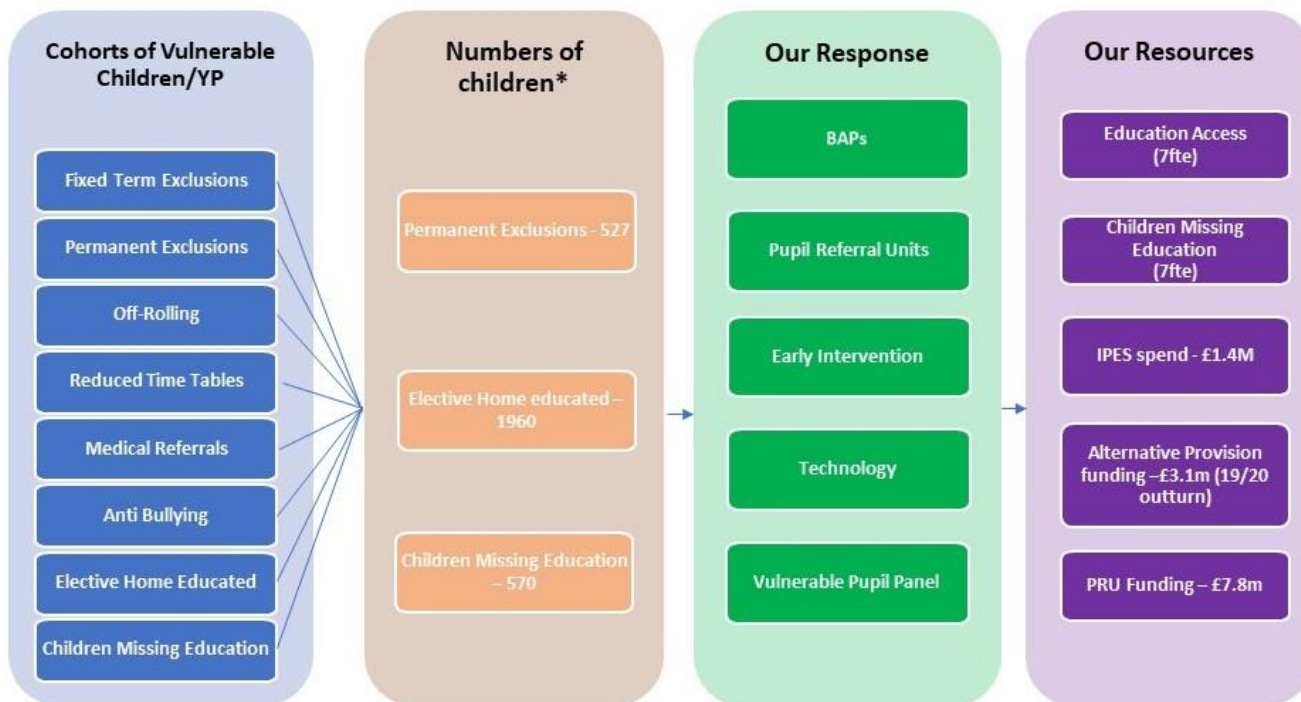 Cohorts of Vulnerable
Children/YP
Fixed Term Exclusions
Permanent Exclusions
Off-Rolling
Reduced Time Tables
Medical Referrals
Anti Bullying
Elective Home Educated
Children Missing Education
Numbers of
children*
Permanent Exclusions - 527
Elective Home educated –
1960
Children Missing Education
– 570
Our Response
BAPs
Pupil Referral Units
Early Intervention
Technology
Vulnerable Pupil Panel
Our Resources
Education Access
(7fte)
Children Missing
Education
(7fte)
IPES spend - £1.4M
Alternative Provision
funding –£3.1m (19/20
outturn)
PRU Funding – £7.8m